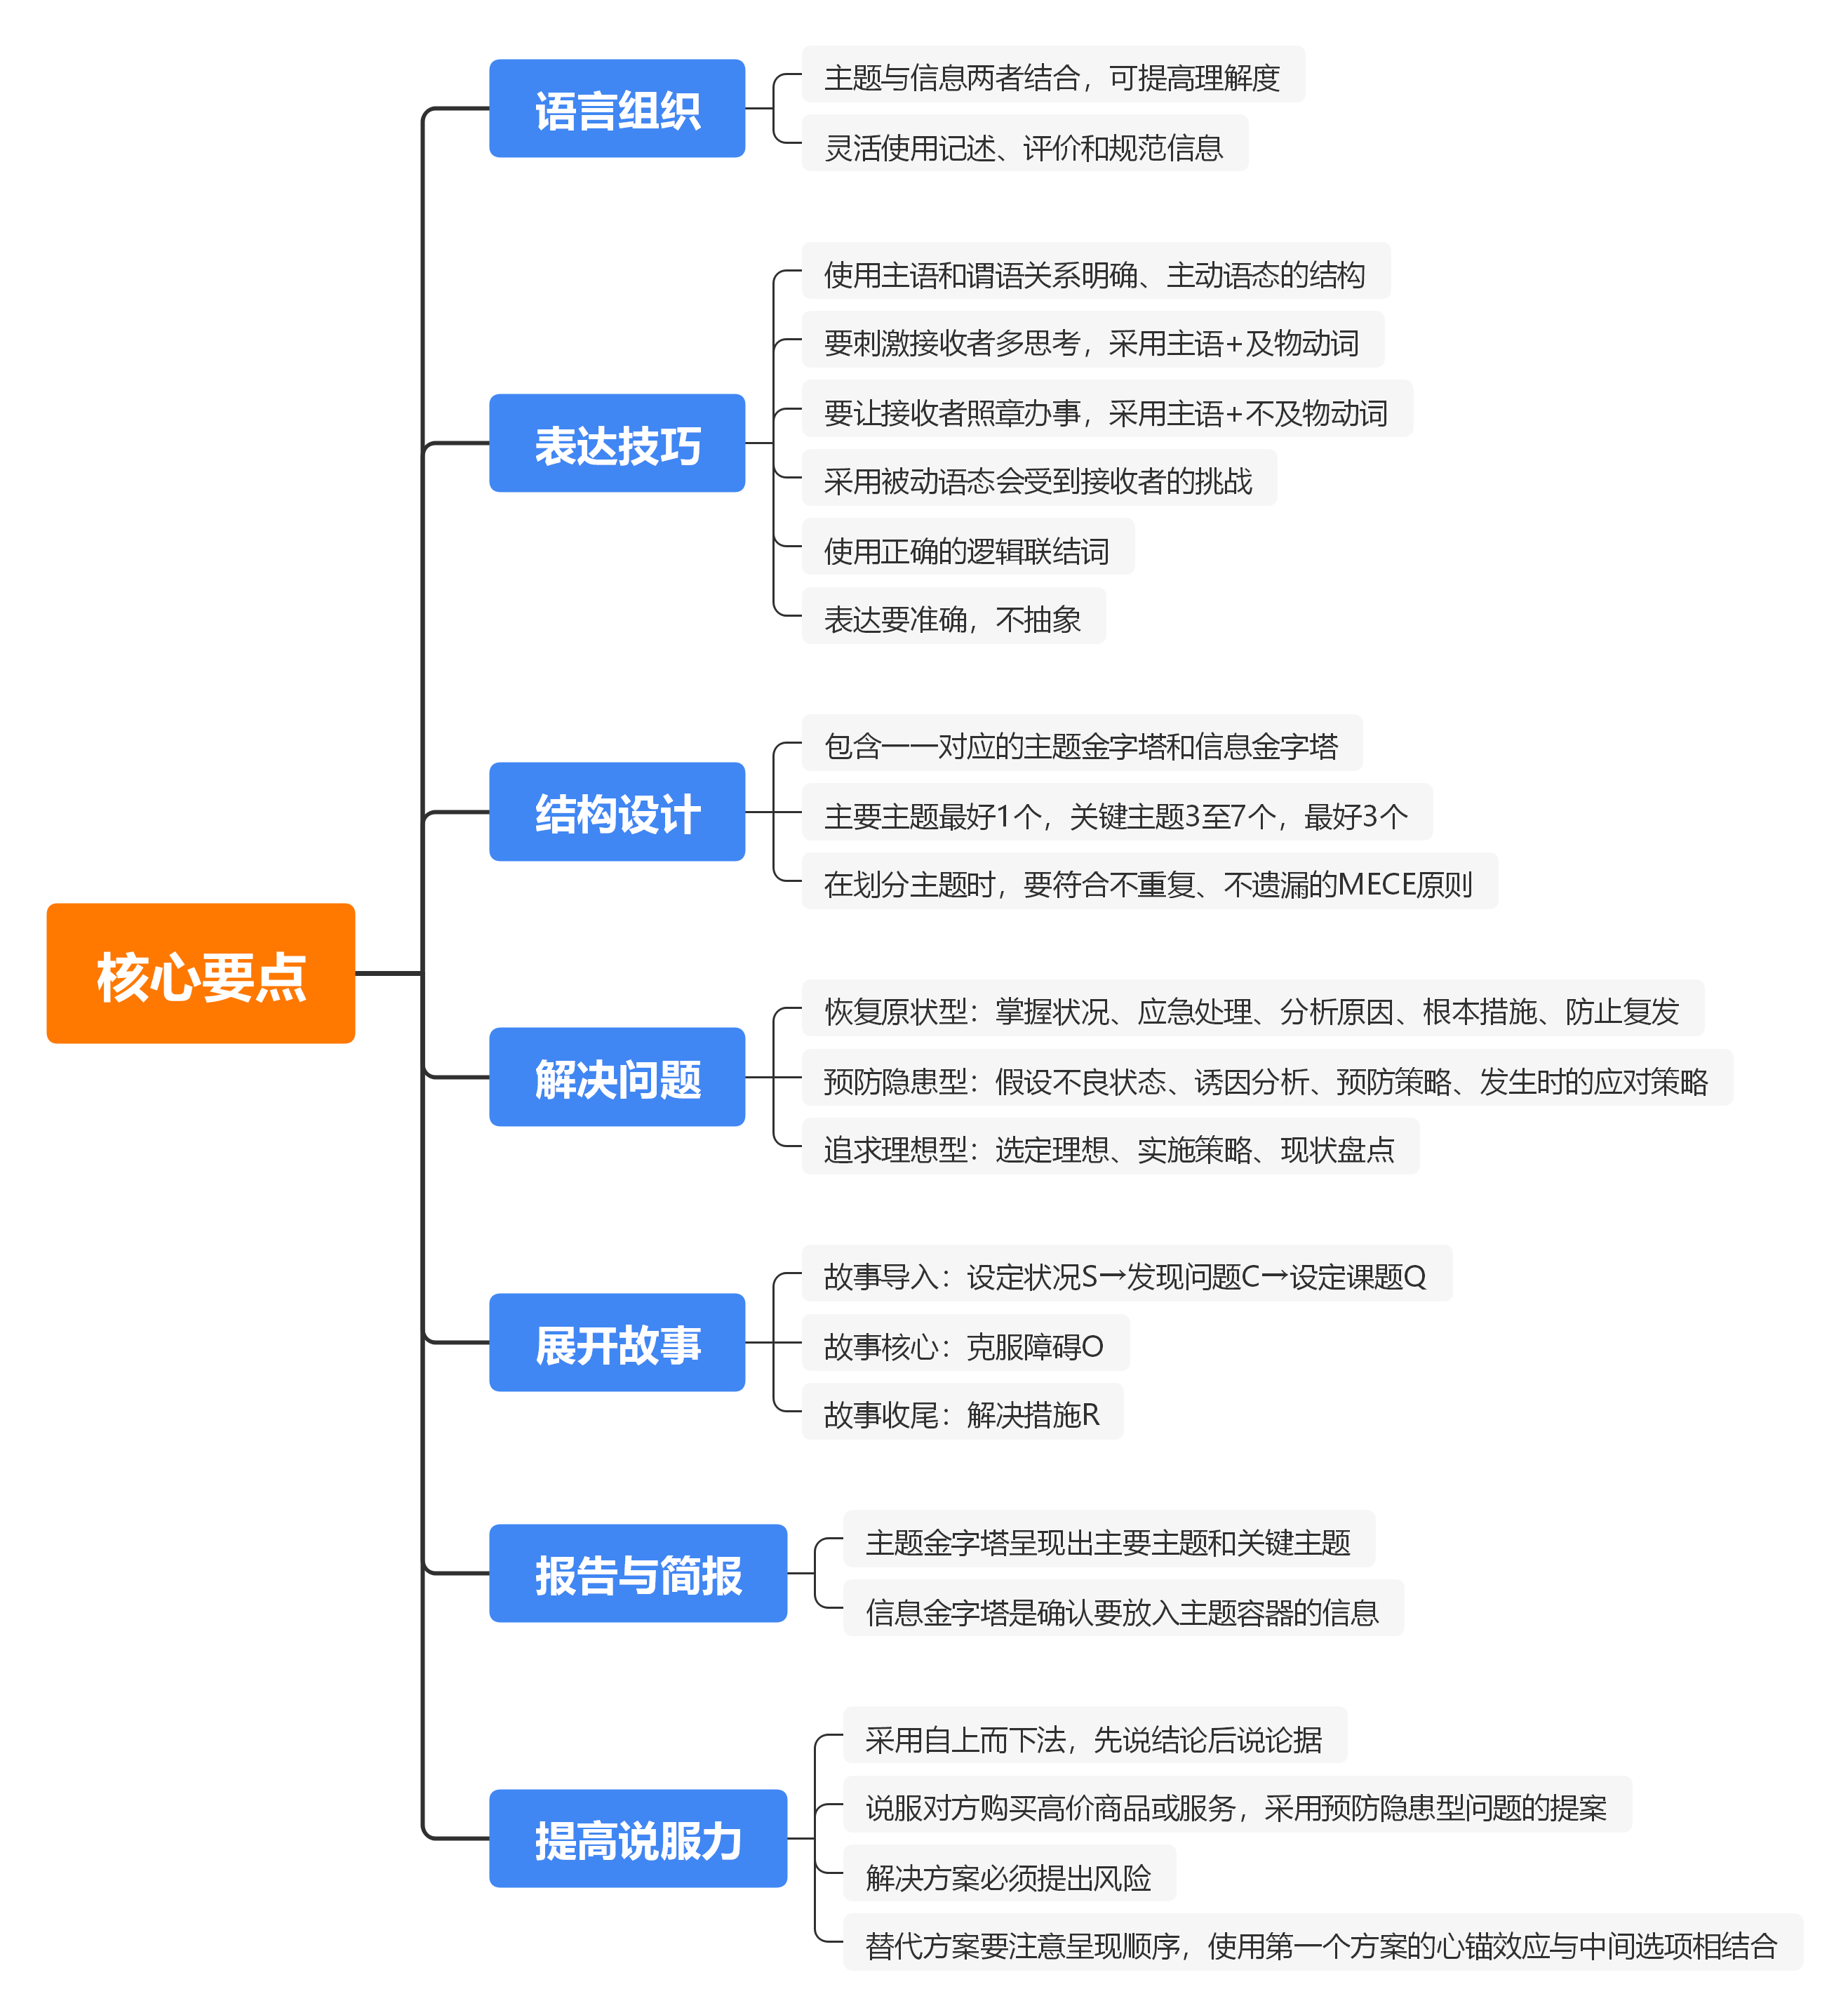 核心要点
语言组织
主题与信息两者结合，可提高理解度
灵活使用记述、评价和规范信息
表达技巧
使用主语和谓语关系明确、主动语态的结构
要刺激接收者多思考，采用主语+及物动词
要让接收者照章办事，采用主语+不及物动词
采用被动语态会受到接收者的挑战
使用正确的逻辑联结词
表达要准确，不抽象
结构设计
包含一一对应的主题金字塔和信息金字塔
主要主题最好1个，关键主题3至7个，最好3个
在划分主题时，要符合不重复、不遗漏的MECE原则
解决问题
恢复原状型：掌握状况、应急处理、分析原因、根本措施、防止复发
预防隐患型：假设不良状态、诱因分析、预防策略、发生时的应对策略
追求理想型：选定理想、实施策略、现状盘点
展开故事
故事导入：设定状况S→发现问题C→设定课题Q
故事核心：克服障碍O
故事收尾：解决措施R
报告与简报
主题金字塔呈现出主要主题和关键主题
信息金字塔是确认要放入主题容器的信息
提高说服力
采用自上而下法，先说结论后说论据
说服对方购买高价商品或服务，采用预防隐患型问题的提案
解决方案必须提出风险
替代方案要注意呈现顺序，使用第一个方案的心锚效应与中间选项相结合